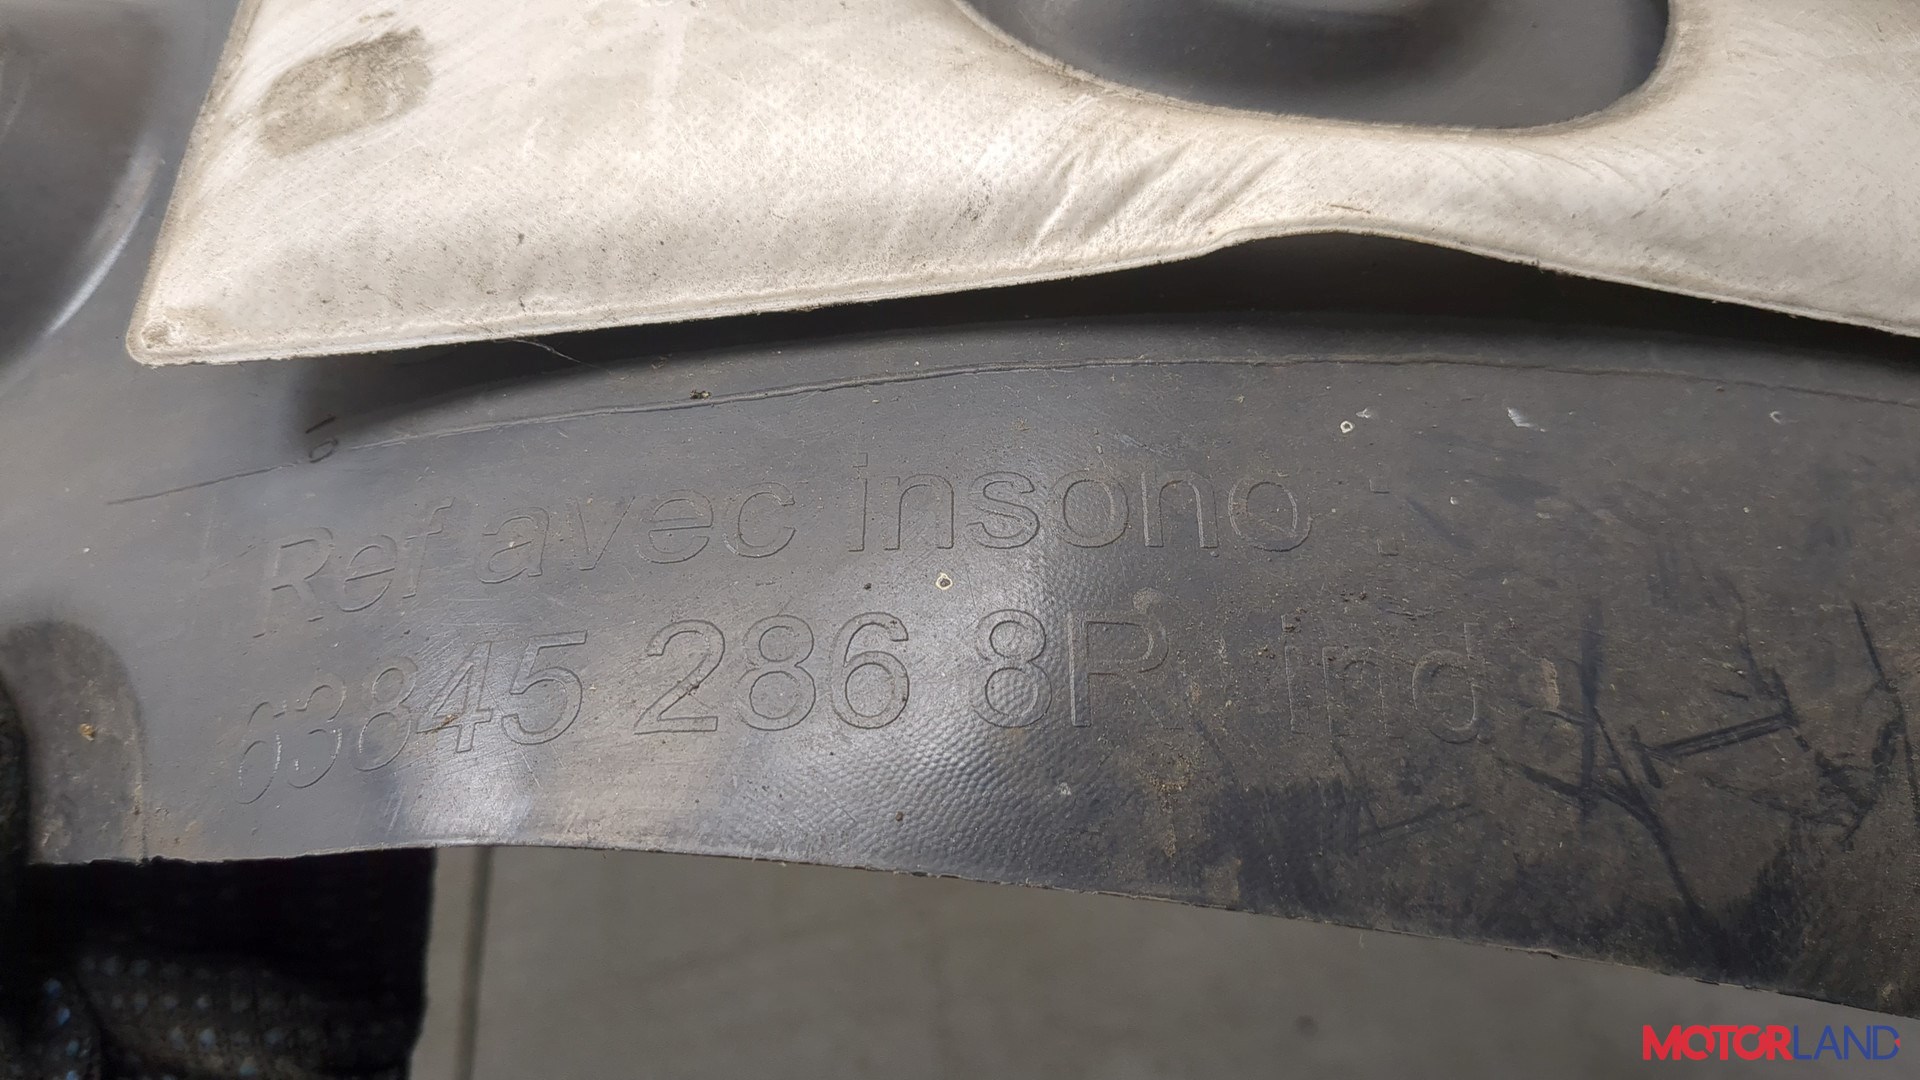 Ref avec insono :
63845 286 8R ind a
MOTORLAND